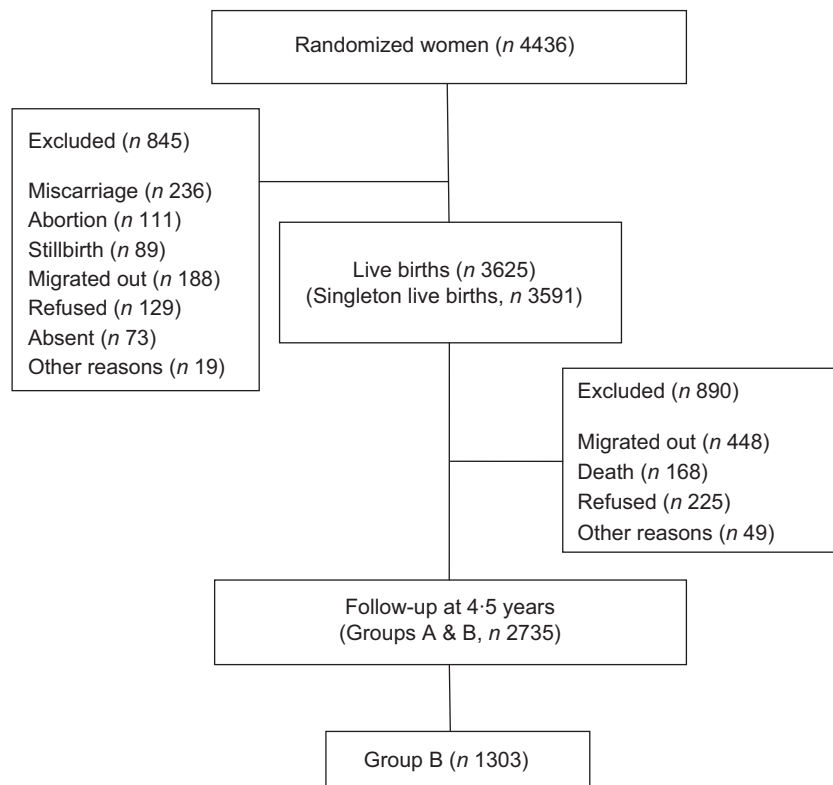 Randomized women (n 4436)
Excluded (n 845)
Miscarriage (n 236)
Abortion (n 111)
Stillbirth (n 89)
Migrated out (n 188)
Refused (n 129)
Absent (n 73)
Other reasons (n 19)
Live births (n 3625)
(Singleton live births, n 3591)
Excluded (n 890)
Migrated out (n 448)
Death (n 168)
Refused (n 225)
Other reasons (n 49)
Follow-up at 4·5 years
(Groups A & B, n 2735)
Group B (n 1303)